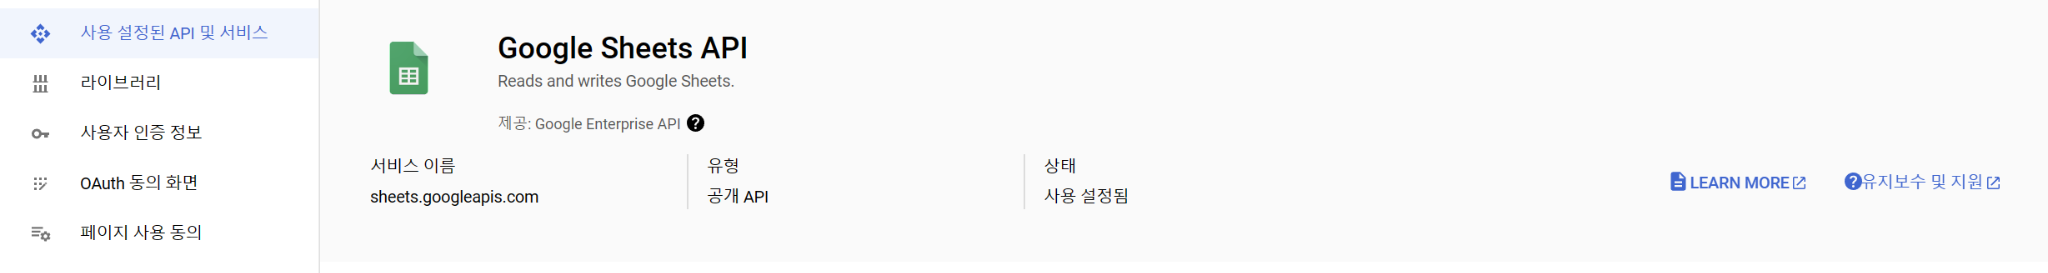 사용 설정된 API 및 서비스
라이브러리
사용자 인증 정보
OAuth 동의 화면
페이지 사용 동의
Google Sheets API
Reads and writes Google Sheets.
제공: Google Enterprise API
서비스 이름
sheets.googleapis.com
유형
공개 API
상태
사용 설정됨
LEARN MORE
유지보수 및 지원